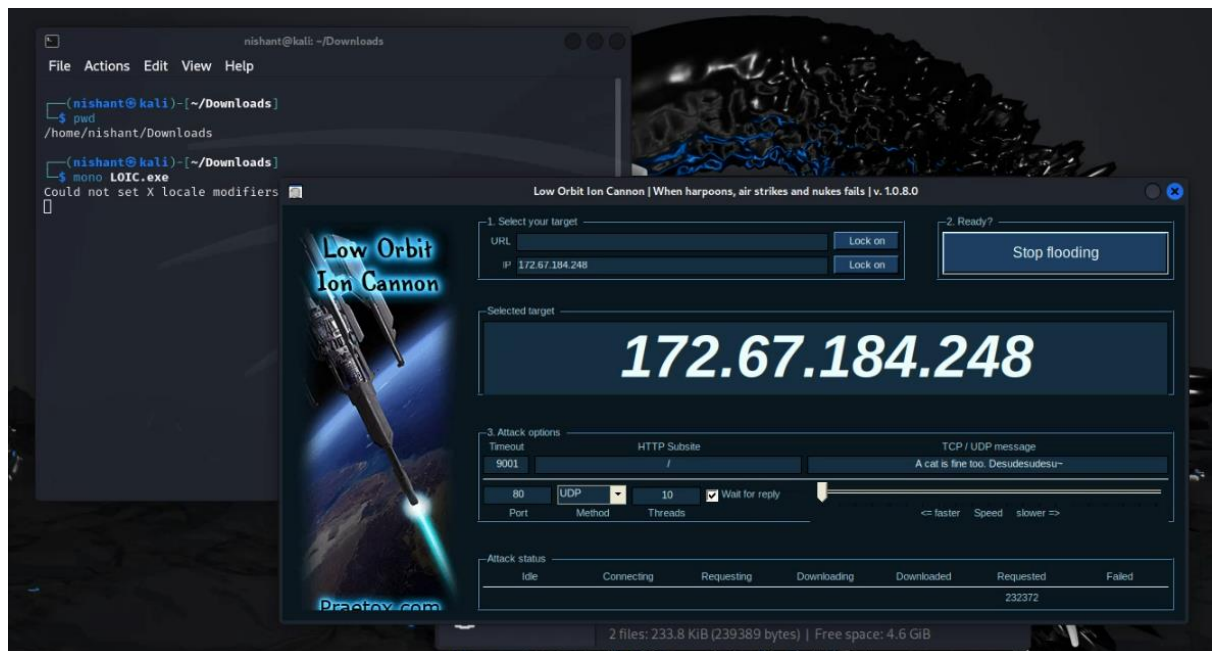 nishant@kali: ~/Downloads
File Actions Edit View Help
(nishant㉿kali)-[~/Downloads]
$ pwd
/home/nishant/Downloads
(nishant㉿kali)-[~/Downloads]
$ mono LOIC.exe
Could not set X locale modifiers
Low Orbit Ion Cannon | When harpoons, air strikes and nukes fails | v. 1.0.8.0
Low Orbit
Ion Cannon
Praetox.com
1. Select your target
URL Lock on
IP 172.67.184.248 Lock on
2. Ready?
Stop flooding
Selected target
172.67.184.248
3. Attack options
Timeout HTTP Subsite TCP / UDP message
9001 / A cat is fine too. Desudesudesu~
80 UDP 10 Wait for reply
Port Method Threads <= faster Speed slower =>
Attack status
Idle Connecting Requesting Downloading Downloaded Requested Failed
232372
2 files: 233.8 KiB (239389 bytes) | Free space: 4.6 GiB